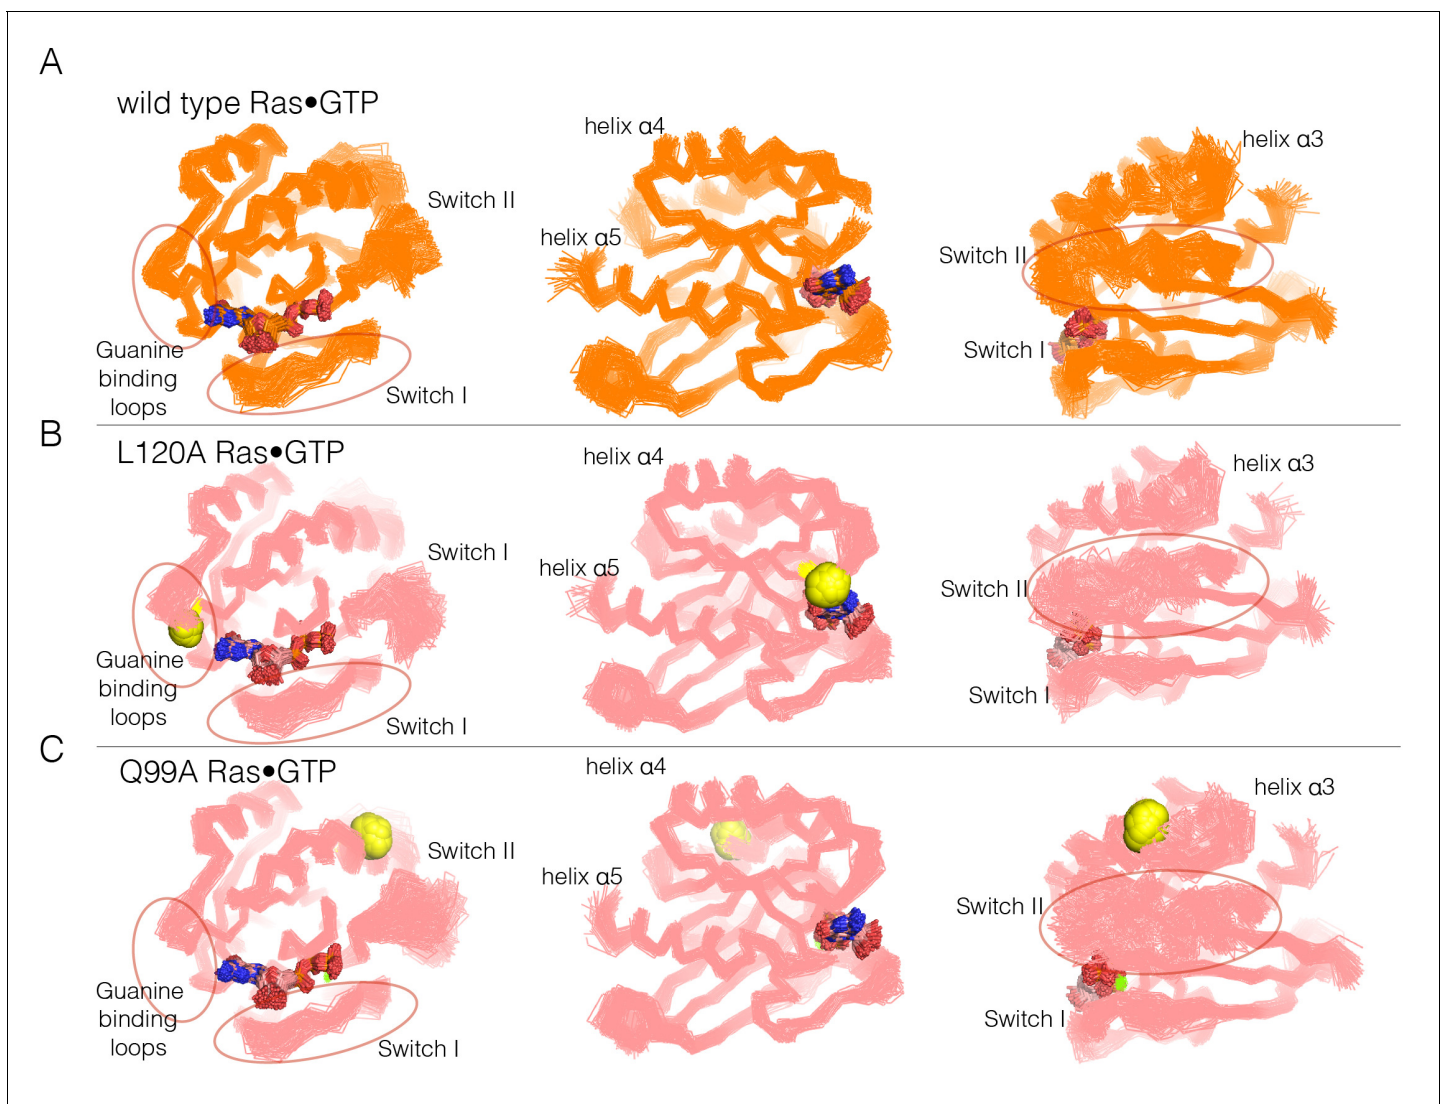 A
wild type Ras•GTP
helix α4
helix α3
Switch II
helix α5
Switch II
Guanine
binding
loops
Switch I
Switch I
B
L120A Ras•GTP
helix α4
helix α3
Switch I
helix α5
Switch II
Guanine
binding
loops
Switch I
Switch I
C
Q99A Ras•GTP
helix α4
helix α3
Switch II
helix α5
Switch II
Guanine
binding
loops
Switch I
Switch I